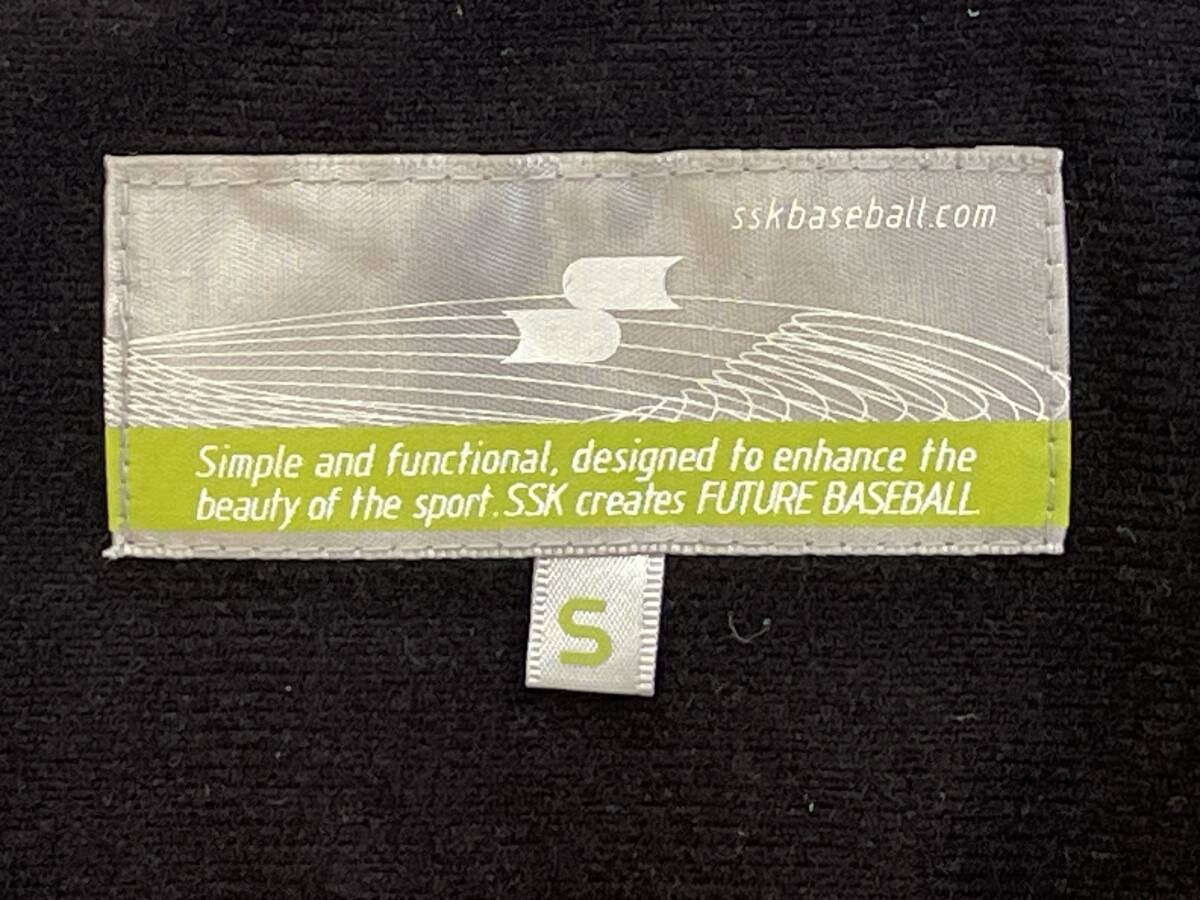 sskbaseball.com
Simple and functional, designed to enhance the
beauty of the sport. SSK creates FUTURE BASEBALL.
S